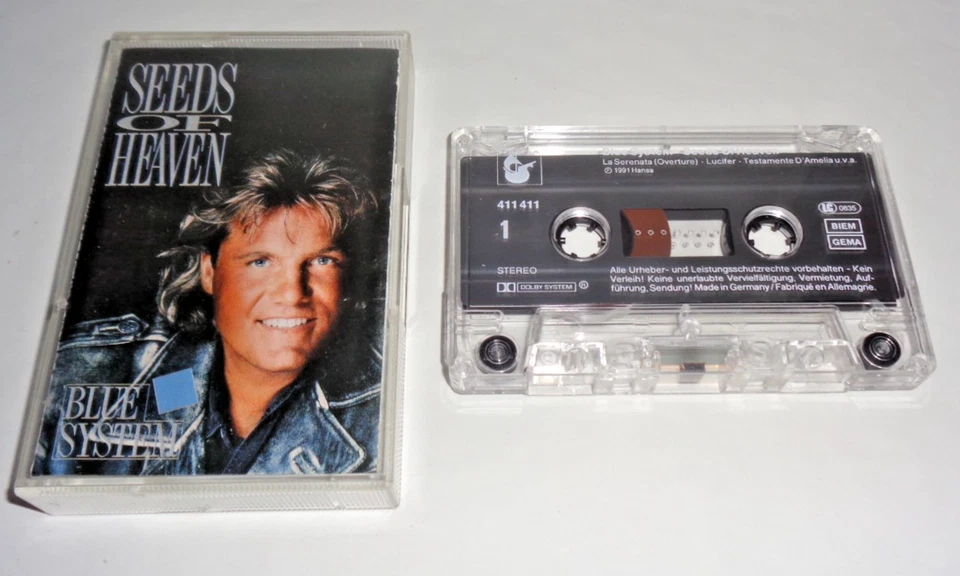 SEEDS
OF
HEAVEN
BLUE
SYSTEM
La Serenata (Overture) · Lucifer · Testamente D'Amelia u.v.a.
Ⓟ 1991 Hansa
411 411
1
LC 0835
BIEM
GEMA
STEREO
DOLBY SYSTEM ®
Alle Urheber- und Leistungsschutzrechte vorbehalten - Kein
Verleih! Keine unerlaubte Vervielfältigung, Vermietung, Auf-
führung, Sendung! Made in Germany / Fabriqué en Allemagne.